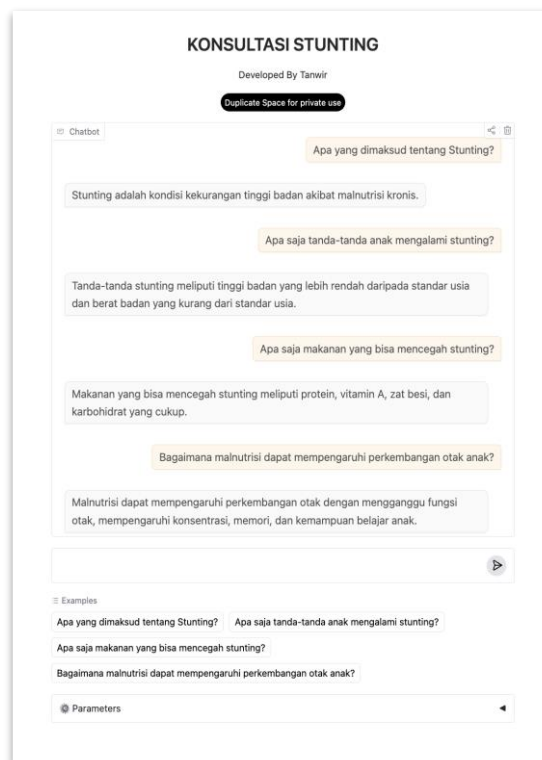 KONSULTASI STUNTING
Developed By Tanwir
Duplicate Space for private use
Chatbot
Apa yang dimaksud tentang Stunting?
Stunting adalah kondisi kekurangan tinggi badan akibat malnutrisi kronis.
Apa saja tanda-tanda anak mengalami stunting?
Tanda-tanda stunting meliputi tinggi badan yang lebih rendah daripada standar usia
dan berat badan yang kurang dari standar usia.
Apa saja makanan yang bisa mencegah stunting?
Makanan yang bisa mencegah stunting meliputi protein, vitamin A, zat besi, dan
karbohidrat yang cukup.
Bagaimana malnutrisi dapat mempengaruhi perkembangan otak anak?
Malnutrisi dapat mempengaruhi perkembangan otak dengan mengganggu fungsi
otak, mempengaruhi konsentrasi, memori, dan kemampuan belajar anak.
Examples
Apa yang dimaksud tentang Stunting? Apa saja tanda-tanda anak mengalami stunting?
Apa saja makanan yang bisa mencegah stunting?
Bagaimana malnutrisi dapat mempengaruhi perkembangan otak anak?
Parameters